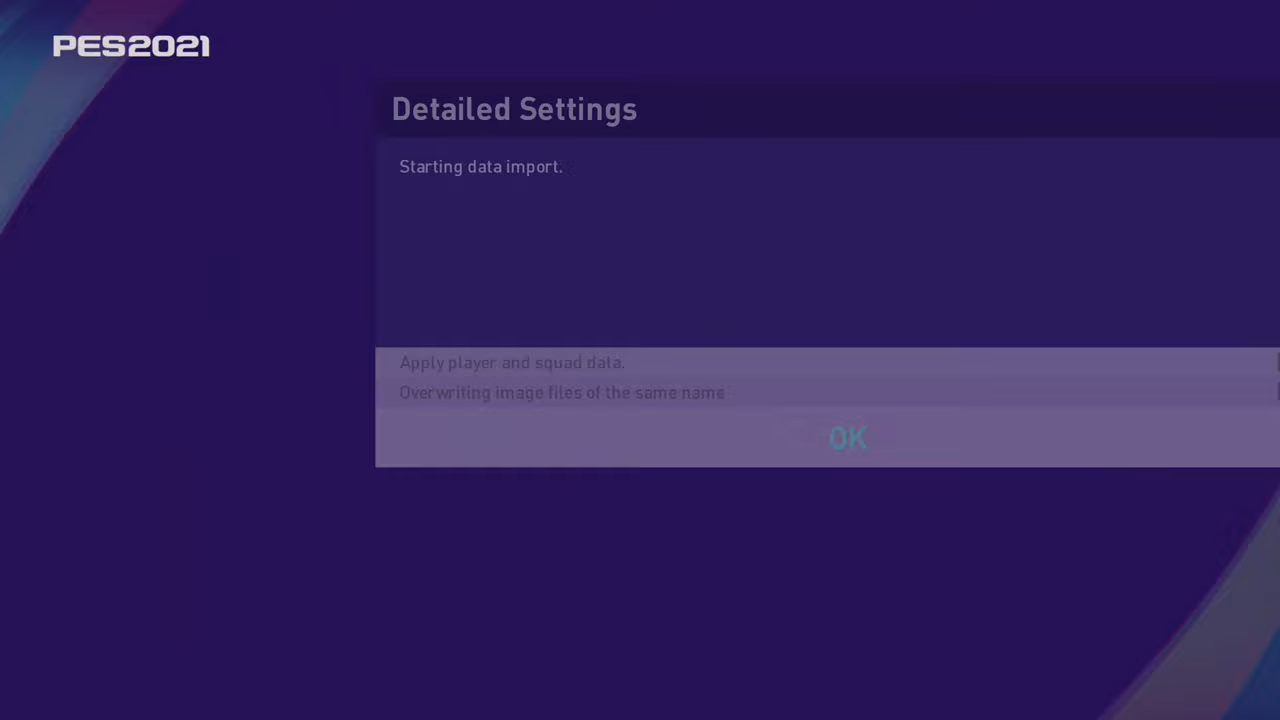 PES2021
Detailed Settings
Starting data import.
Apply player and squad data.
Overwriting image files of the same name
OK